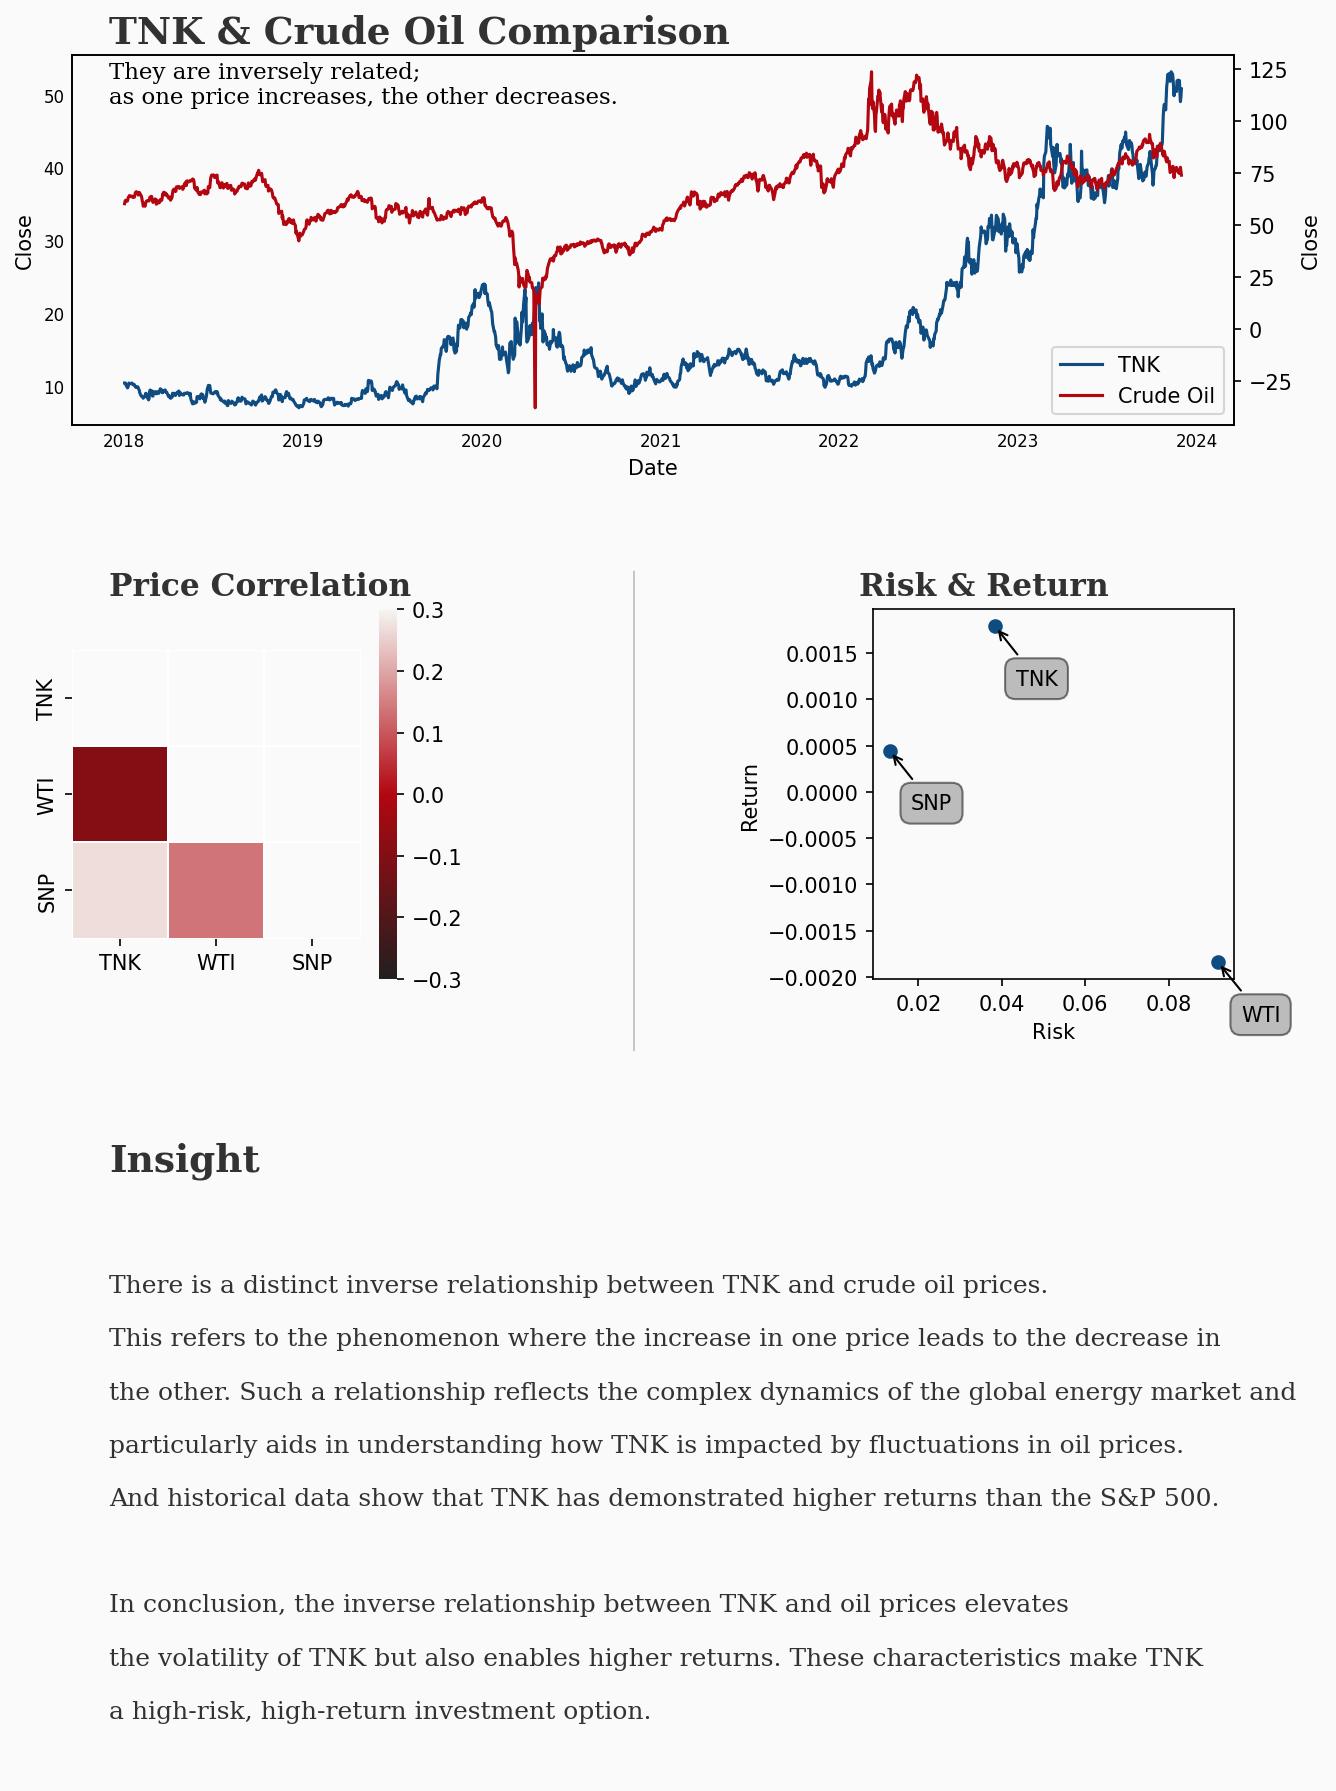 TNK & Crude Oil Comparison
They are inversely related;
as one price increases, the other decreases.
50
40
30
20
10
Close
125
100
75
50
25
0
−25
Close
TNK
Crude Oil
2018
2019
2020
2021
2022
2023
2024
Date
Price Correlation
TNK
WTI
SNP
TNK
WTI
SNP
0.3
0.2
0.1
0.0
−0.1
−0.2
−0.3
Risk & Return
0.0015
0.0010
0.0005
0.0000
−0.0005
−0.0010
−0.0015
−0.0020
Return
TNK
SNP
WTI
0.02
0.04
0.06
0.08
Risk
Insight
There is a distinct inverse relationship between TNK and crude oil prices.
This refers to the phenomenon where the increase in one price leads to the decrease in
the other. Such a relationship reflects the complex dynamics of the global energy market and
particularly aids in understanding how TNK is impacted by fluctuations in oil prices.
And historical data show that TNK has demonstrated higher returns than the S&P 500.
In conclusion, the inverse relationship between TNK and oil prices elevates
the volatility of TNK but also enables higher returns. These characteristics make TNK
a high-risk, high-return investment option.